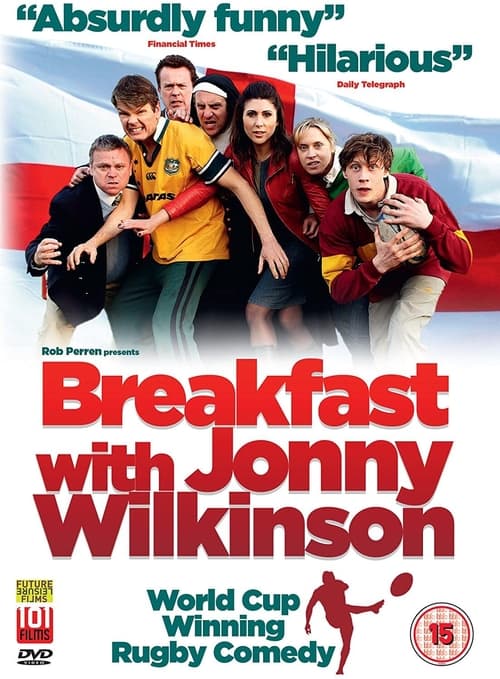 “Absurdly funny”
Financial Times
“Hilarious”
Daily Telegraph
Rob Perren presents
Breakfast
with Jonny
Wilkinson
World Cup
Winning
Rugby Comedy
FUTURE
LEISURE
FILMS
101
FILMS
DVD
VIDEO
15